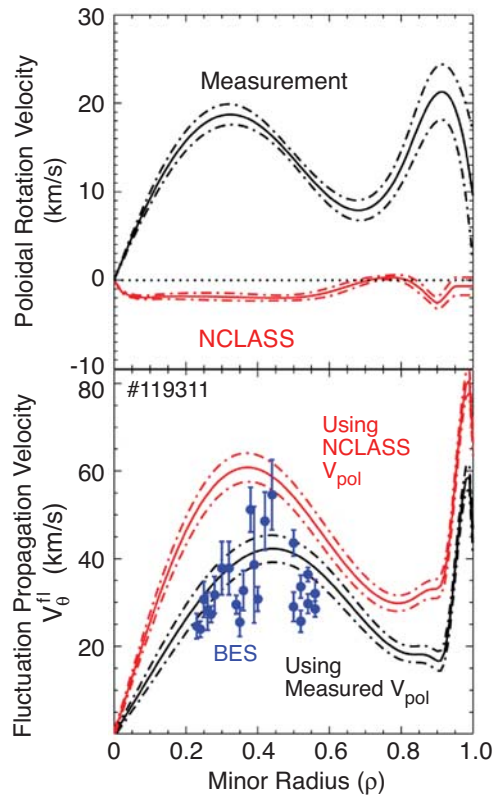 Poloidal Rotation Velocity
(km/s)
30
20
10
0
-10
Measurement
NCLASS
Fluctuation Propagation Velocity
V_θ^fl (km/s)
80
60
40
20
#119311
Using
NCLASS
V_pol
BES
Using
Measured V_pol
0 0.2 0.4 0.6 0.8 1.0
Minor Radius (ρ)